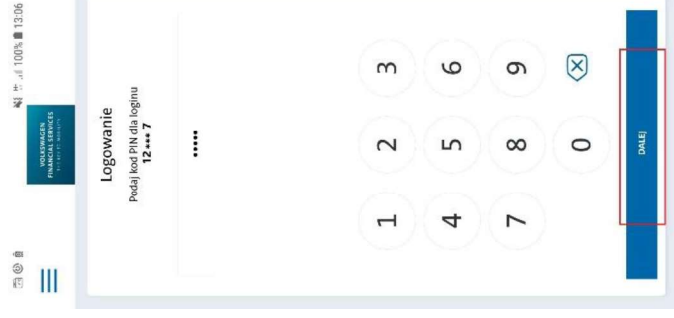 100% 13:06
VOLKSWAGEN
FINANCIAL SERVICES
Logowanie
Podaj kod PIN dla loginu
12 *** 7
•••••
1 2 3
4 5 6
7 8 9
0
DALEJ